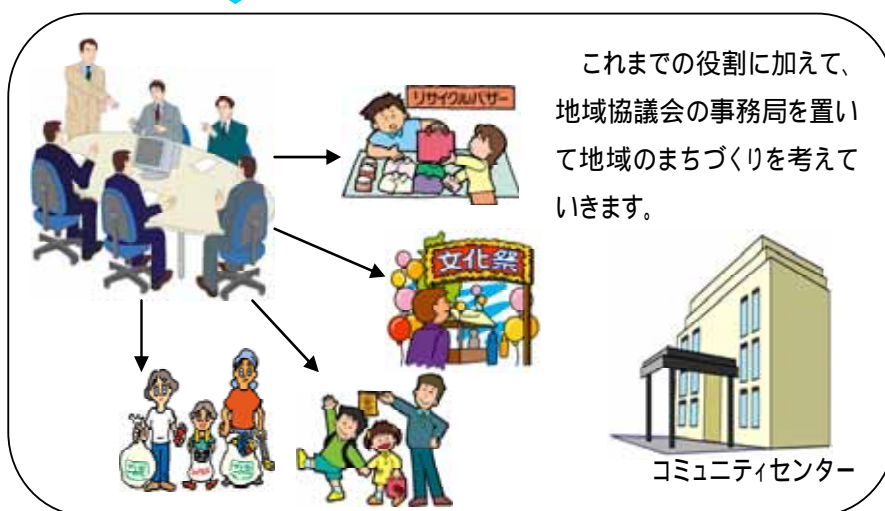 リサイクルバザー
これまでの役割に加えて、
地域協議会の事務局を置い
て地域のまちづくりを考えて
いきます。
文化祭
コミュニティセンター